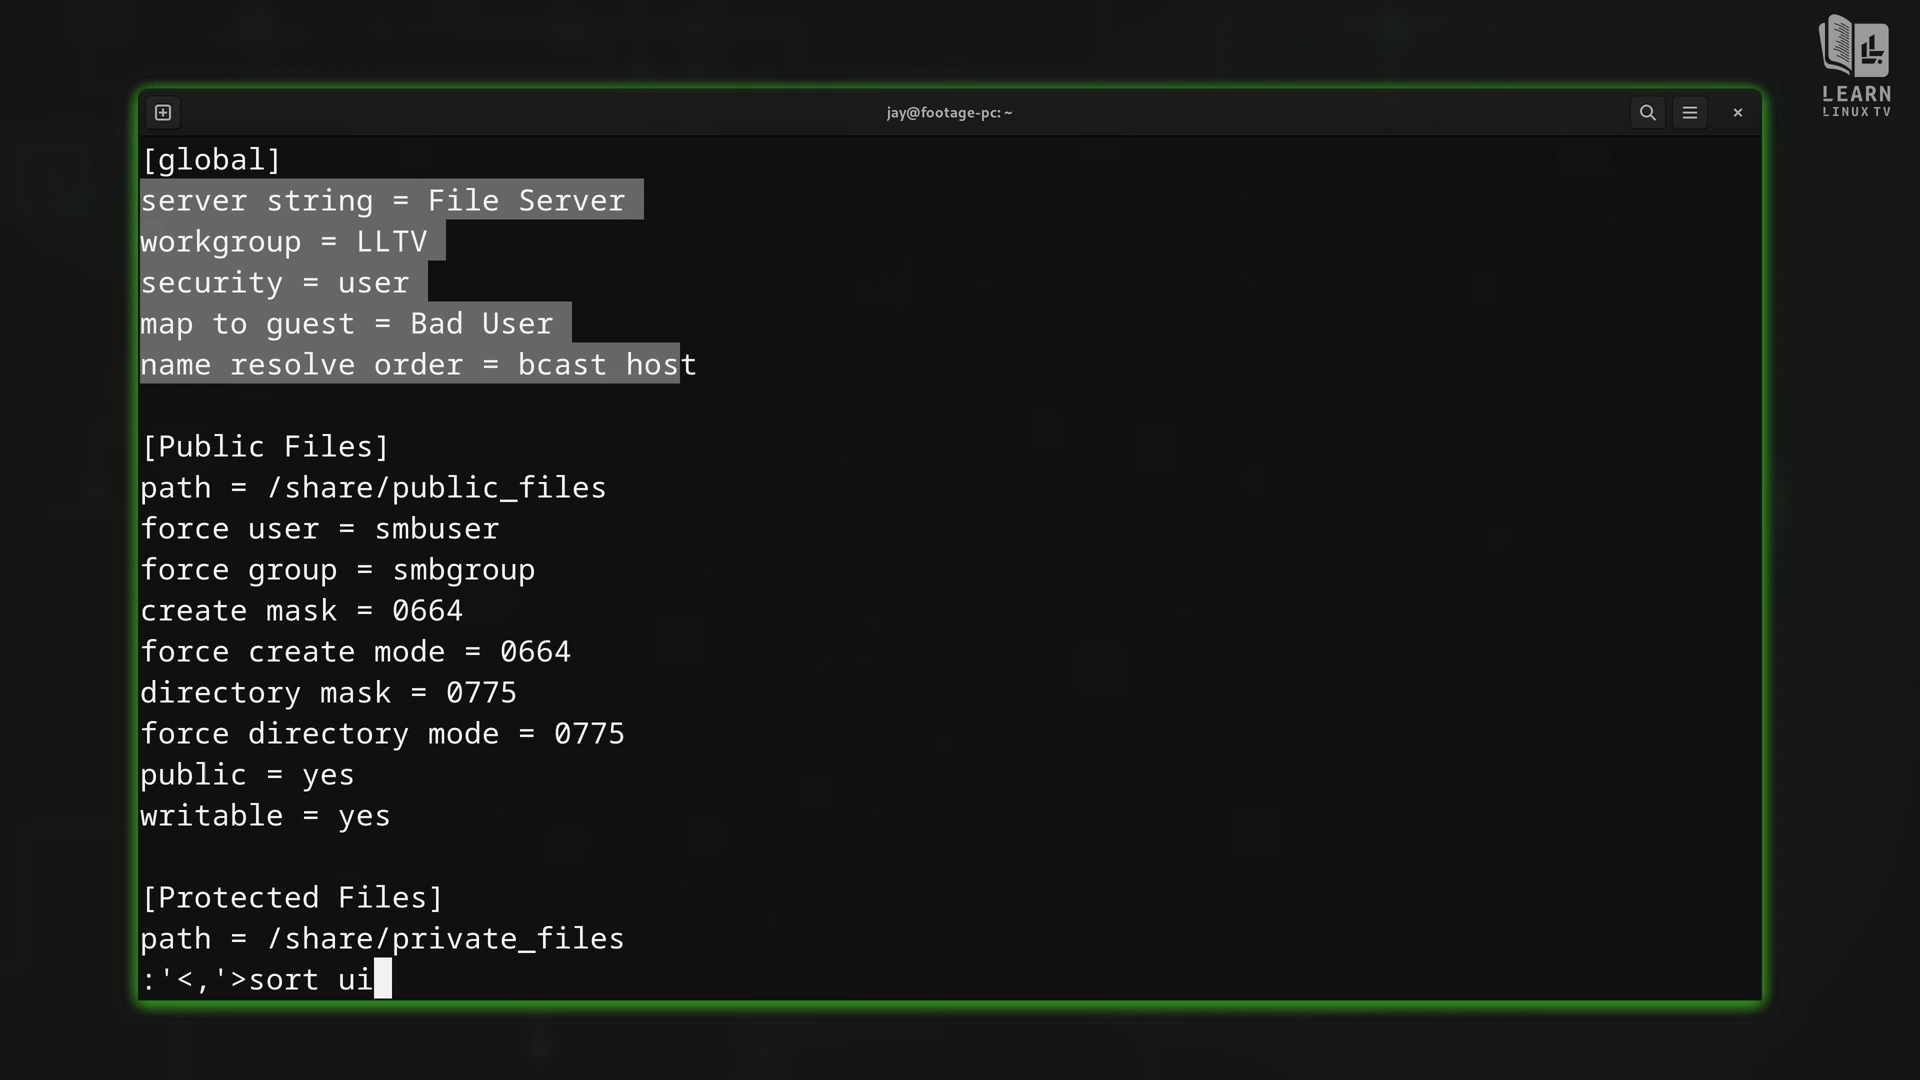 LEARN
LINUX TV
jay@footage-pc: ~
[global]
server string = File Server
workgroup = LLTV
security = user
map to guest = Bad User
name resolve order = bcast host
[Public Files]
path = /share/public_files
force user = smbuser
force group = smbgroup
create mask = 0664
force create mode = 0664
directory mask = 0775
force directory mode = 0775
public = yes
writable = yes
[Protected Files]
path = /share/private_files
:'<,'>sort ui